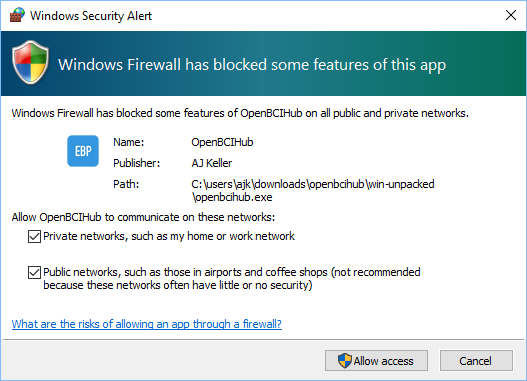 Windows Security Alert
Windows Firewall has blocked some features of this app
Windows Firewall has blocked some features of OpenBCIHub on all public and private networks.
EBP
Name: OpenBCIHub
Publisher: AJ Keller
Path: C:\users\ajk\downloads\openbcihub\win-unpacked
\openbcihub.exe
Allow OpenBCIHub to communicate on these networks:
Private networks, such as my home or work network
Public networks, such as those in airports and coffee shops (not recommended
because these networks often have little or no security)
What are the risks of allowing an app through a firewall?
Allow access Cancel